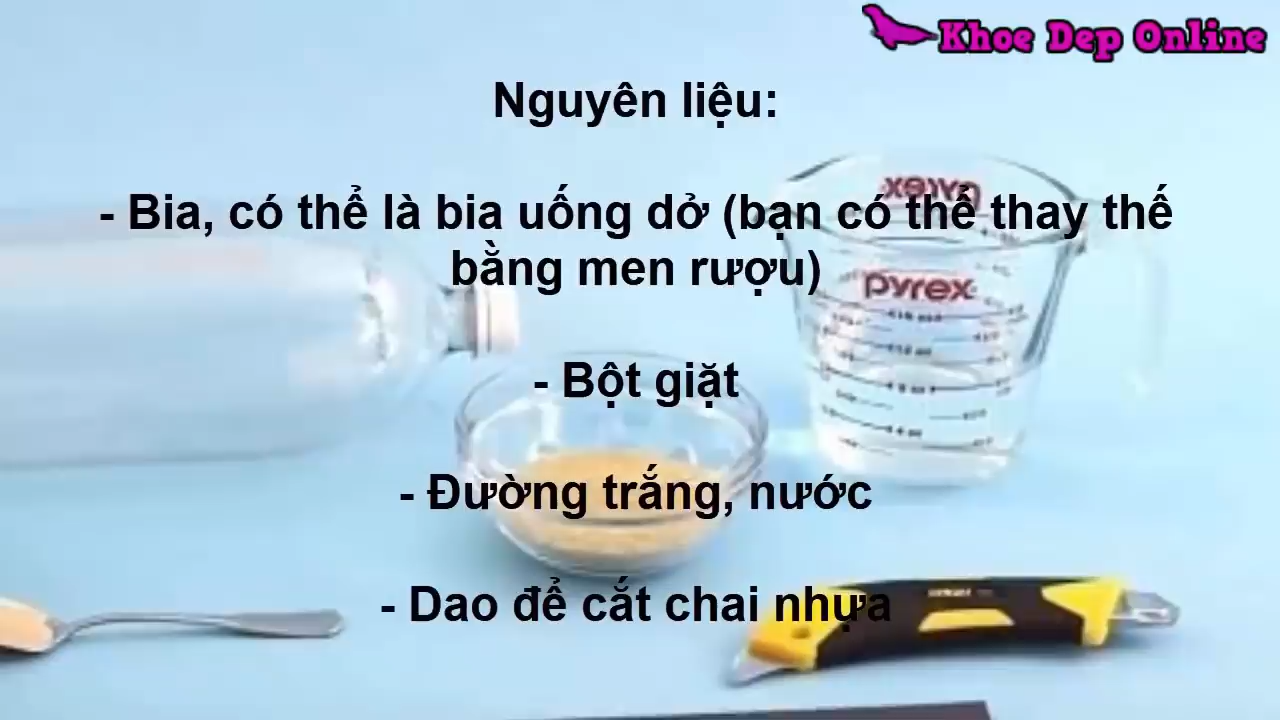 Khoe Dep Online
Nguyên liệu:
- Bia, có thể là bia uống dở (bạn có thể thay thế
bằng men rượu)
PYREX
pyrex
- Bột giặt
- Đường trắng, nước
- Dao để cắt chai nhựa